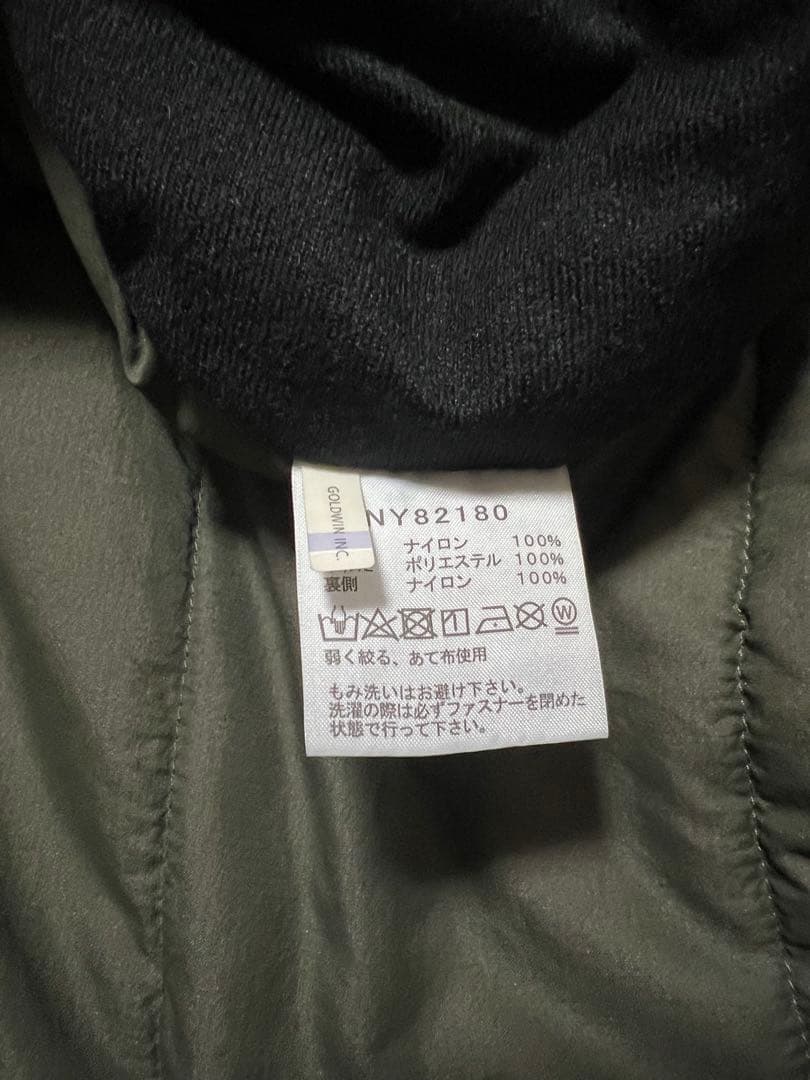 GOLDWIN INC.
NY82180
ナイロン 100%
ポリエステル 100%
裏側 ナイロン 100%
弱く絞る、あて布使用
もみ洗いはお避け下さい。
洗濯の際は必ずファスナーを閉めた
状態で行って下さい。